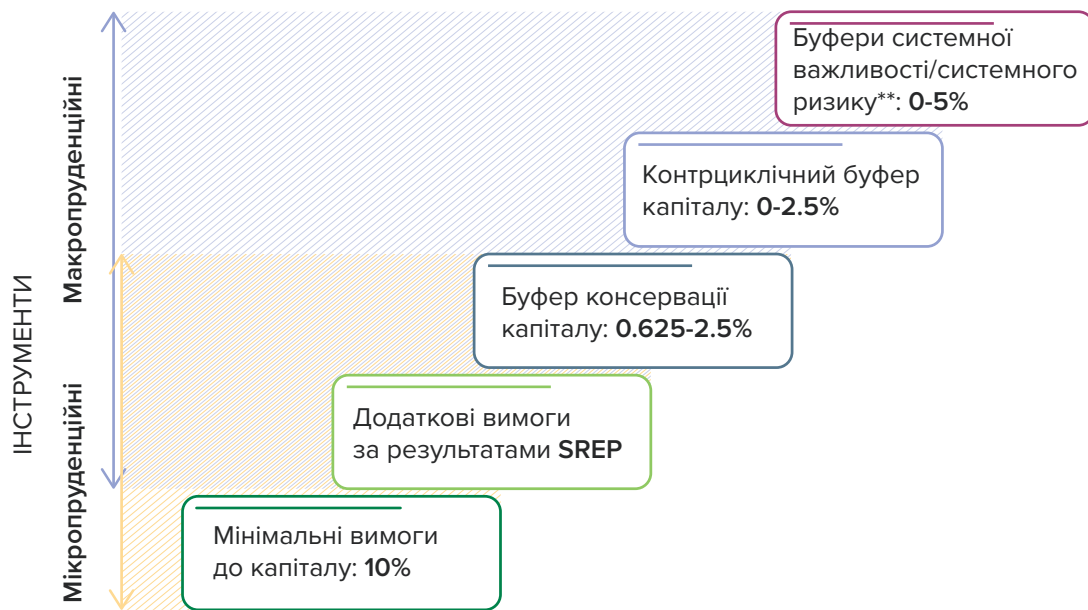 Буфери системної
важливості/системного
ризику**: 0-5%
Контрциклічний буфер
капіталу: 0-2.5%
Буфер консервації
капіталу: 0.625-2.5%
Додаткові вимоги
за результатами SREP
Мінімальні вимоги
до капіталу: 10%
ІНСТРУМЕНТИ
Макропруденційні
Мікропруденційні